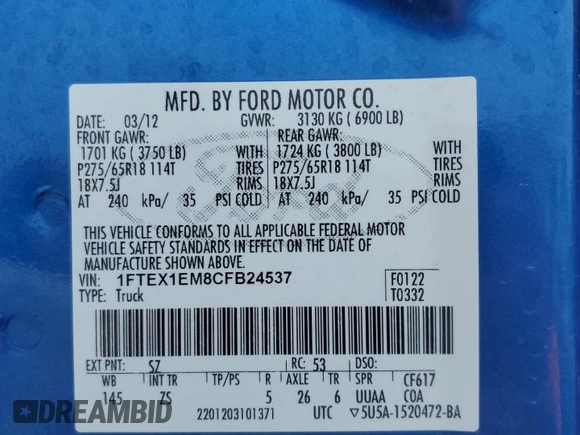 MFD. BY FORD MOTOR CO.
DATE: 03/12 GVWR: 3130 KG ( 6900 LB)
FRONT GAWR: REAR GAWR:
1701 KG ( 3750 LB) WITH 1724 KG ( 3800 LB) WITH
P275/65R18 114T TIRES P275/65R18 114T TIRES
18X7.5J RIMS 18X7.5J RIMS
AT 240 kPa/ 35 PSI COLD AT 240 kPa/ 35 PSI COLD
Ford
THIS VEHICLE CONFORMS TO ALL APPLICABLE FEDERAL MOTOR
VEHICLE SAFETY STANDARDS IN EFFECT ON THE DATE OF
MANUFACTURE SHOWN ABOVE.
VIN: 1FTEX1EM8CFB24537 F0122
TYPE: Truck T0332
EXT PNT: SZ RC: 53 DSO:
WB INT TR TP/PS R AXLE TR SPR CF617
145 ZS 5 26 6 UUAA COA
2201203101371 UTC ▽5U5A-1520472-BA
DREAMBID